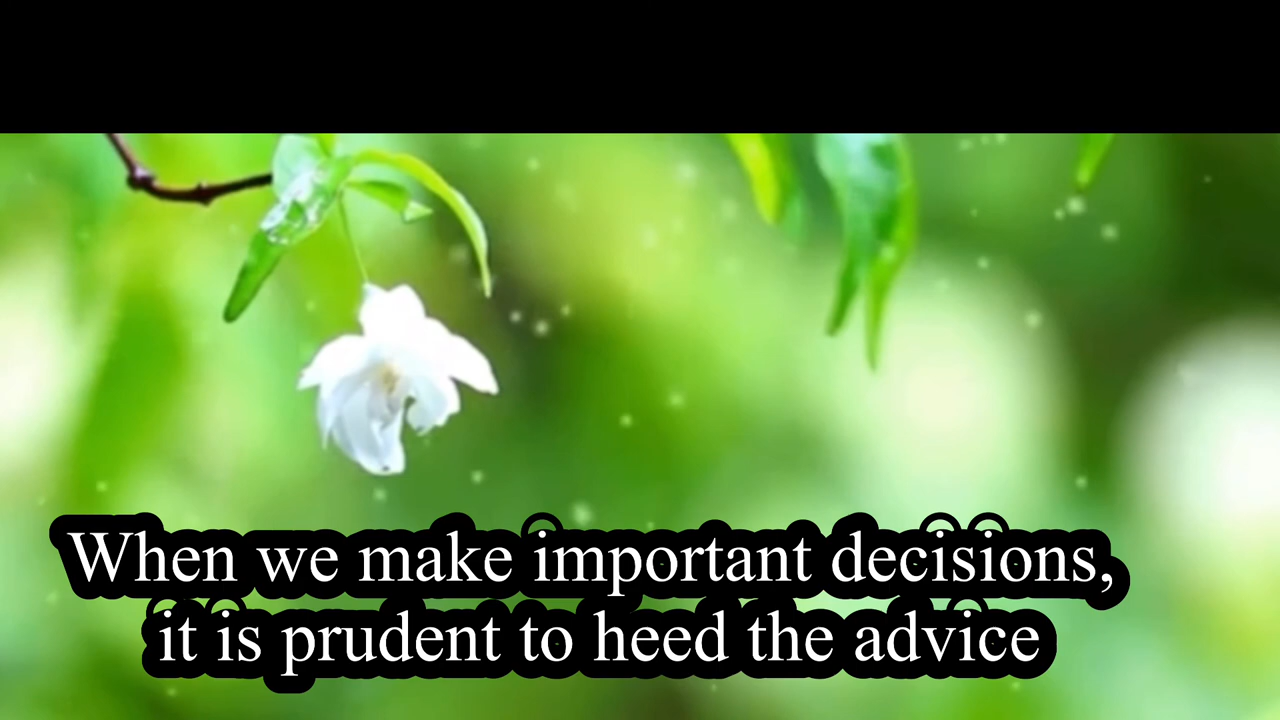 When we make important decisions,
it is prudent to heed the advice